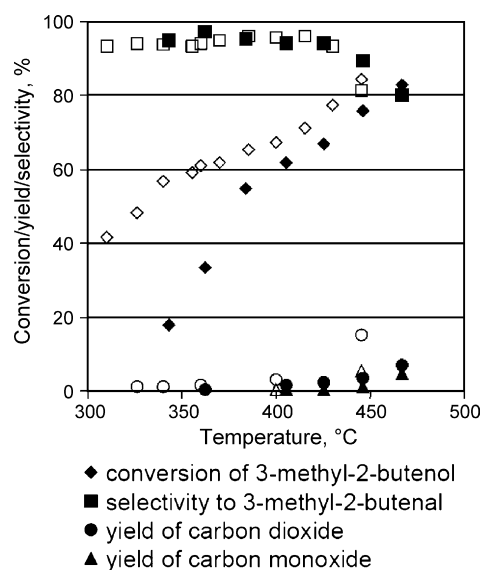 Conversion/yield/selectivity, %
100
80
60
40
20
0
300 350 400 450 500
Temperature, °C
◆ conversion of 3-methyl-2-butenol
■ selectivity to 3-methyl-2-butenal
● yield of carbon dioxide
▲ yield of carbon monoxide